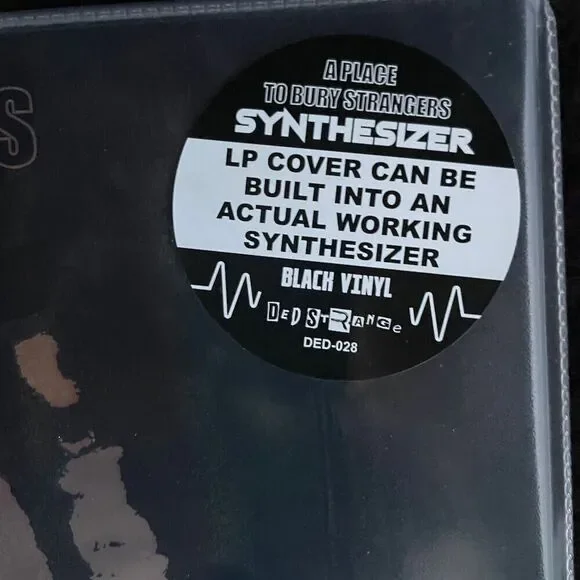 S
A PLACE
TO BURY STRANGERS
SYNTHESIZER
LP COVER CAN BE
BUILT INTO AN
ACTUAL WORKING
SYNTHESIZER
BLACK VINYL
DED STRANGE
DED-028